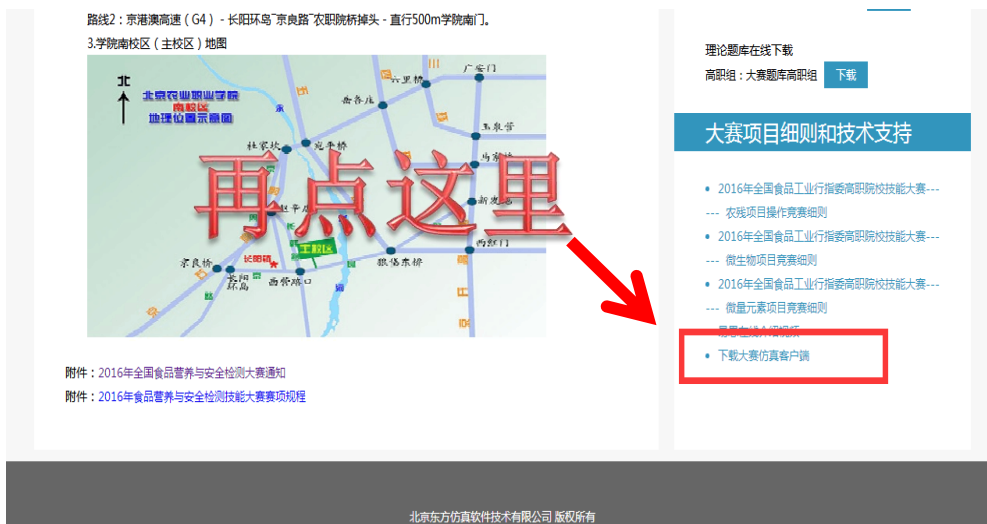 路线2：京港澳高速（G4）- 长阳环岛¯京良路¯农职院桥掉头 - 直行500m学院南门。
3.学院南校区（主校区）地图
北
北京农业职业学院
南校区
地理位置示意图
六里桥
广安门
岳各庄
玉泉营
杜家坎
宛平桥
再点这里
赵辛店
主校区
西红门
京良桥
长阳镇
长阳
环岛
西营路口
狼垡东桥
附件：2016年全国食品营养与安全检测大赛通知
附件：2016年食品营养与安全检测技能大赛赛项规程
理论题库在线下载
高职组：大赛题库高职组 下载
大赛项目细则和技术支持
2016年全国食品工业行指委高职院校技能大赛---
--- 农残项目操作竞赛细则
2016年全国食品工业行指委高职院校技能大赛---
--- 微生物项目竞赛细则
2016年全国食品工业行指委高职院校技能大赛---
--- 微量元素项目竞赛细则
下载大赛仿真客户端
北京东方仿真软件技术有限公司 版权所有